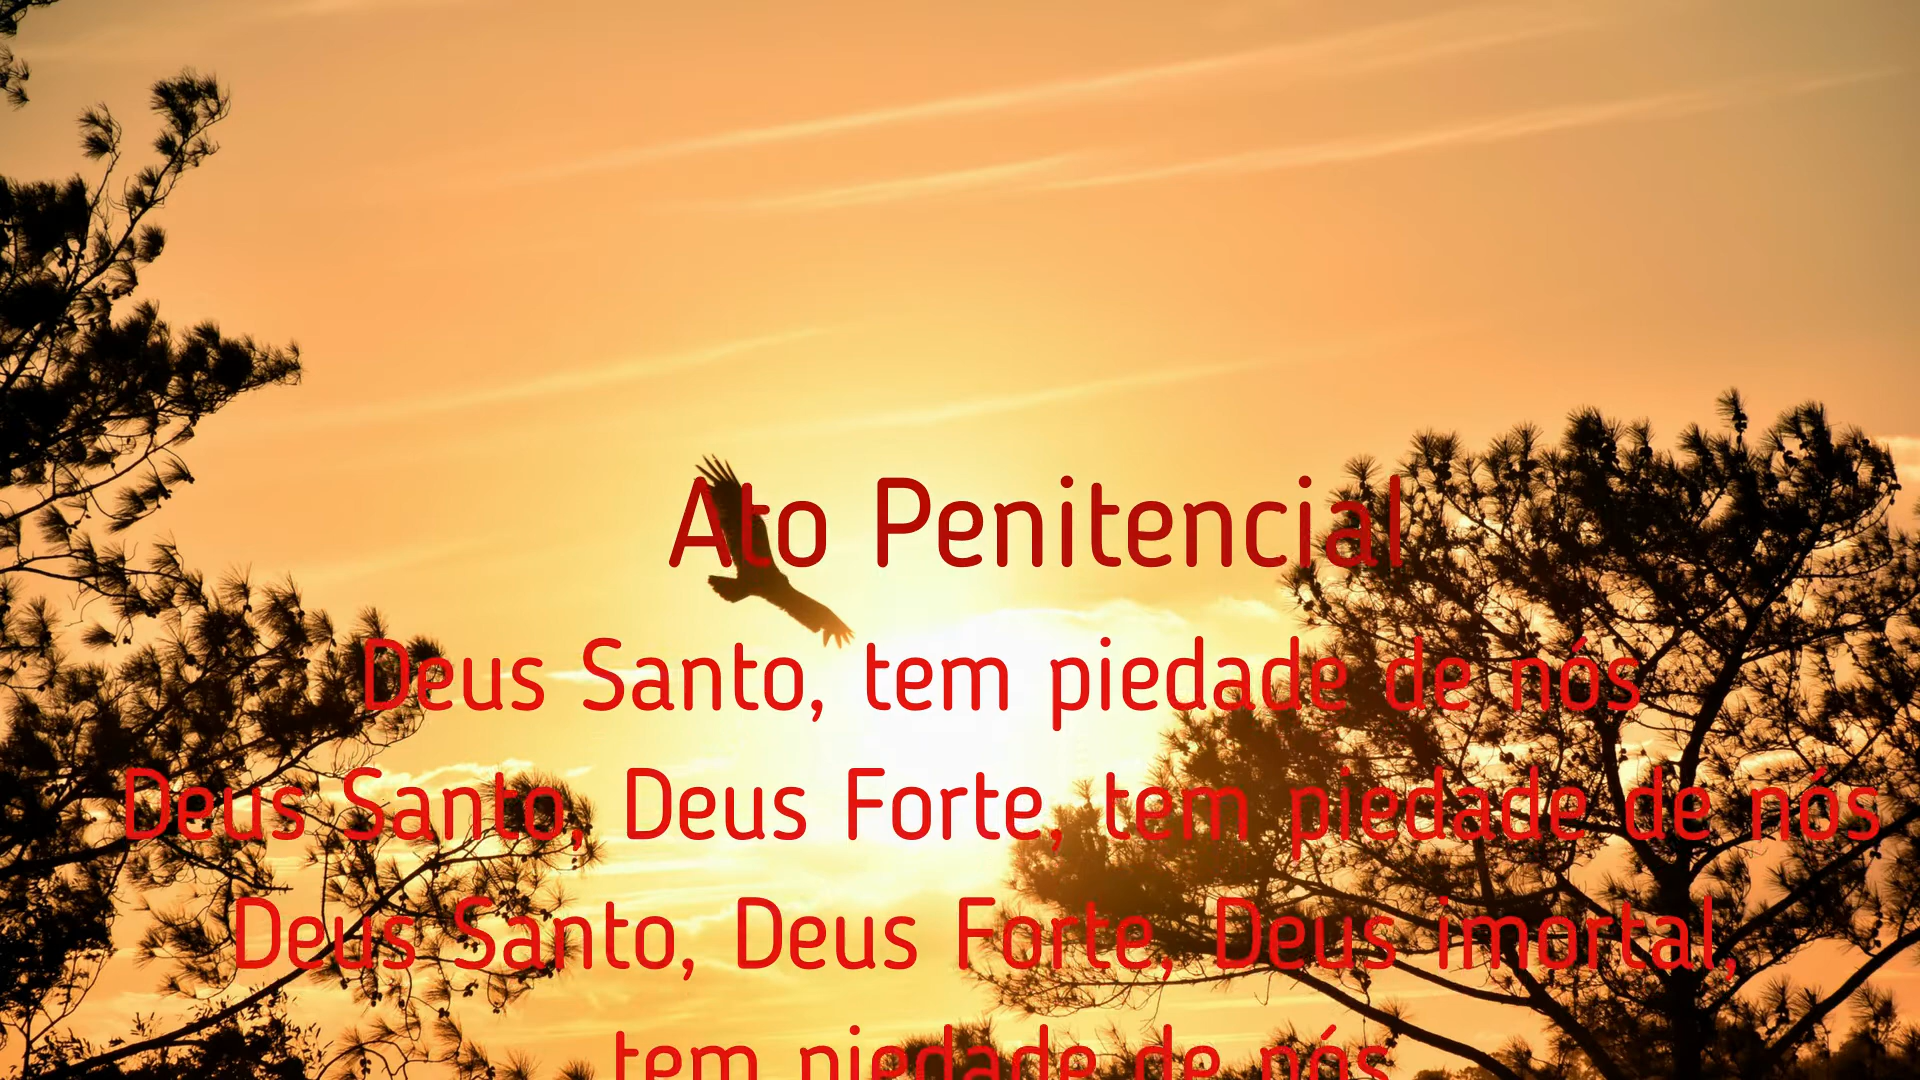 Ato Penitencial
Deus Santo, tem piedade de nós
Deus Santo, Deus Forte, tem piedade de nós
Deus Santo, Deus Forte, Deus imortal,
tem piedade de nós